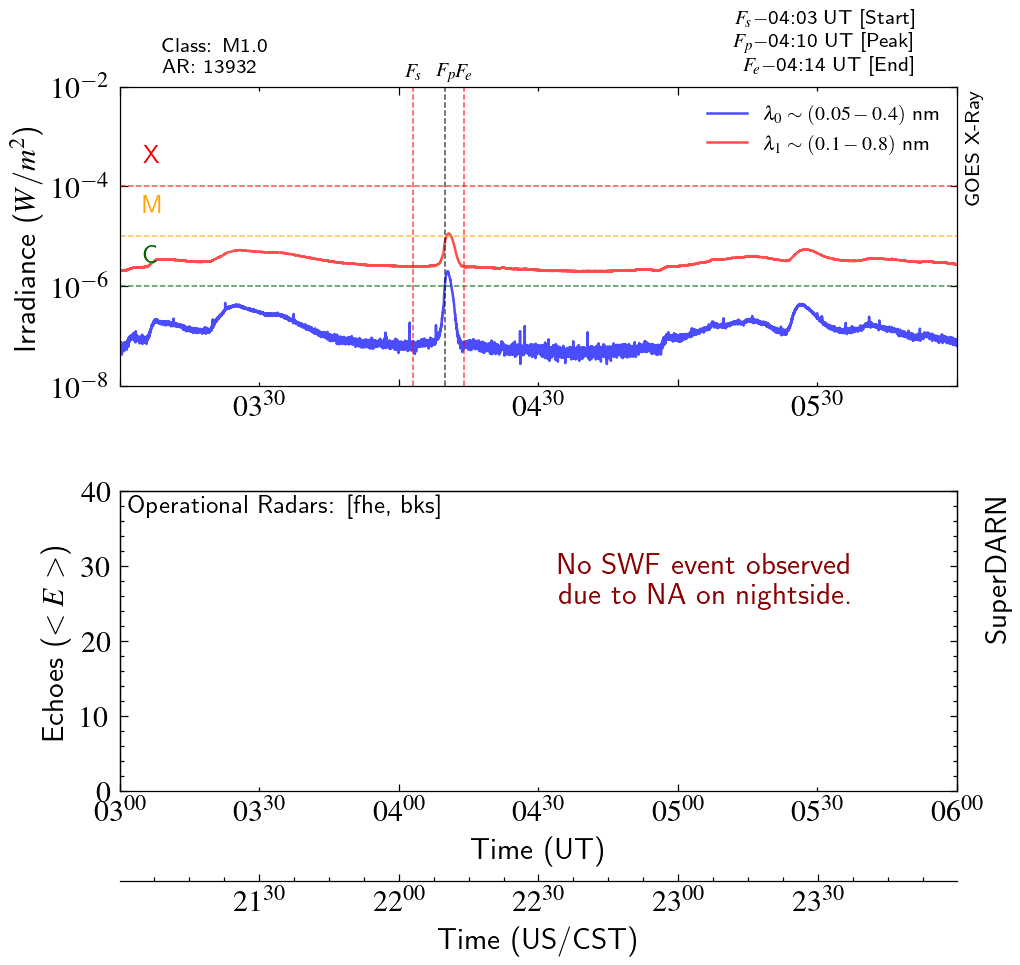 Class: M1.0
AR: 13932
Fₛ−04:03 UT [Start]
Fₚ−04:10 UT [Peak]
Fₑ−04:14 UT [End]
Fₛ FₚFₑ
10⁻²
10⁻⁴
10⁻⁶
10⁻⁸
Irradiance (W/m²)
X
M
C
λ₀ ~ (0.05 − 0.4) nm
λ₁ ~ (0.1 − 0.8) nm
GOES X-Ray
03³⁰ 04³⁰ 05³⁰
40
30
20
10
0
Echoes (< E >)
Operational Radars: [fhe, bks]
No SWF event observed
due to NA on nightside.
SuperDARN
03⁰⁰ 03³⁰ 04⁰⁰ 04³⁰ 05⁰⁰ 05³⁰ 06⁰⁰
Time (UT)
21³⁰ 22⁰⁰ 22³⁰ 23⁰⁰ 23³⁰
Time (US/CST)